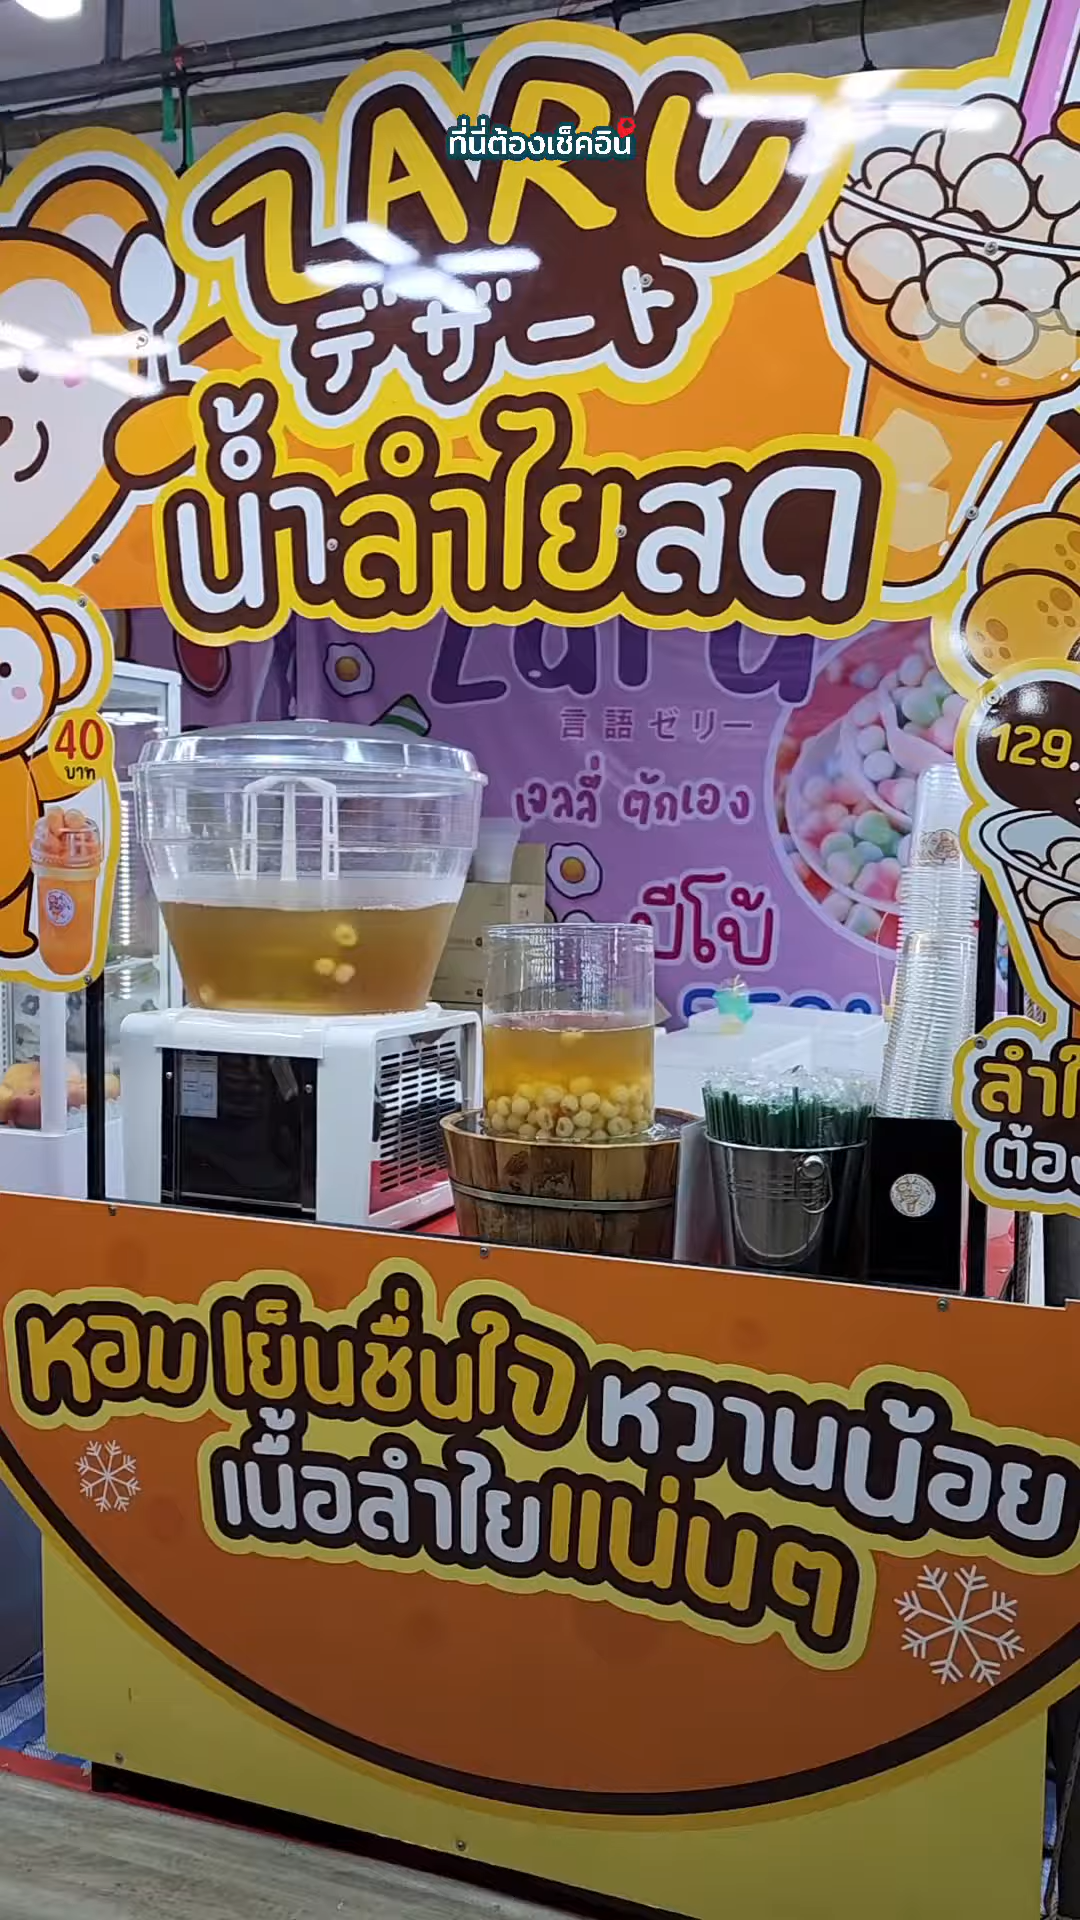 ที่นี่ต้องเช็คอิน
ZARU
デザート
น้ำลำไยสด
zaru
言語ゼリー
เจลลี่ ตักเอง
บีโป้
40
บาท
129.
ลำไ
ต้อง
หอม เย็นชื่นใจ หวานน้อย
เนื้อลำไยแน่นๆ